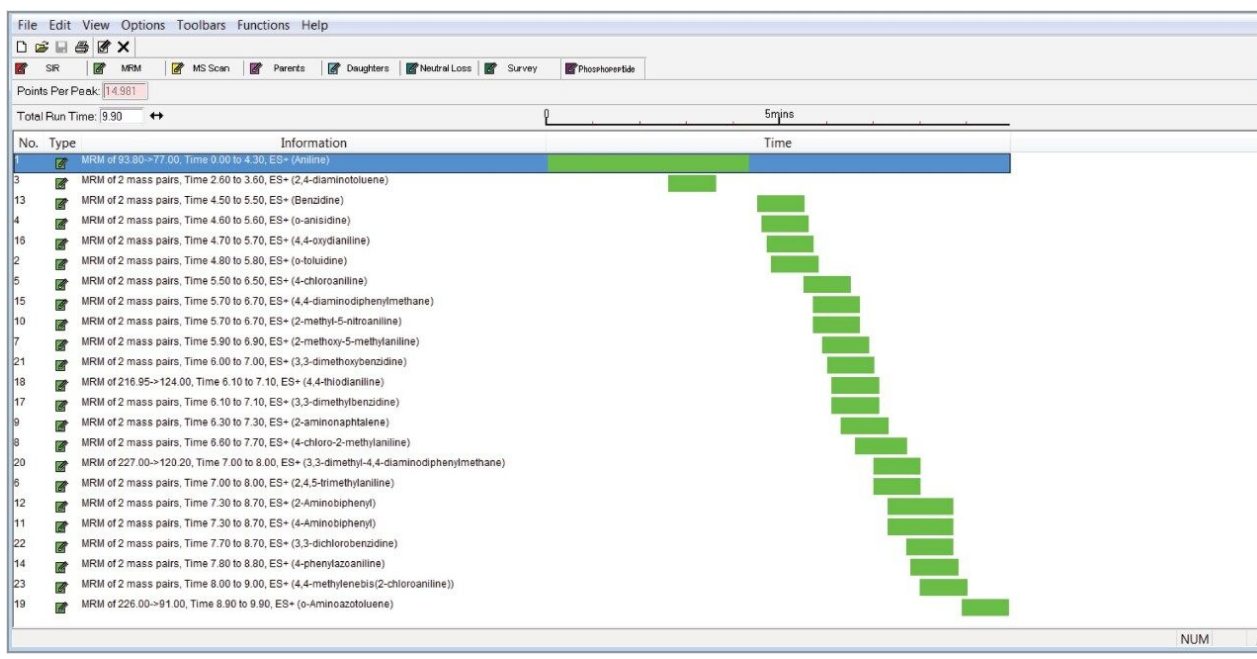 File Edit View Options Toolbars Functions Help
SIR MRM MS Scan Parents Daughters Neutral Loss Survey Phosphopeptide
Points Per Peak: 14.981
Total Run Time: 9.90 0 5mins
No. Type Information Time
1 MRM of 93.80->77.00, Time 0.00 to 4.30, ES+ (Aniline)
3 MRM of 2 mass pairs, Time 2.60 to 3.60, ES+ (2,4-diaminotoluene)
13 MRM of 2 mass pairs, Time 4.50 to 5.50, ES+ (Benzidine)
4 MRM of 2 mass pairs, Time 4.60 to 5.60, ES+ (o-anisidine)
16 MRM of 2 mass pairs, Time 4.70 to 5.70, ES+ (4,4-oxydianiline)
2 MRM of 2 mass pairs, Time 4.80 to 5.80, ES+ (o-toluidine)
5 MRM of 2 mass pairs, Time 5.50 to 6.50, ES+ (4-chloroaniline)
15 MRM of 2 mass pairs, Time 5.70 to 6.70, ES+ (4,4-diaminodiphenylmethane)
10 MRM of 2 mass pairs, Time 5.70 to 6.70, ES+ (2-methyl-5-nitroaniline)
7 MRM of 2 mass pairs, Time 5.90 to 6.90, ES+ (2-methoxy-5-methylaniline)
21 MRM of 2 mass pairs, Time 6.00 to 7.00, ES+ (3,3-dimethoxybenzidine)
18 MRM of 216.95->124.00, Time 6.10 to 7.10, ES+ (4,4-thiodianiline)
17 MRM of 2 mass pairs, Time 6.10 to 7.10, ES+ (3,3-dimethylbenzidine)
9 MRM of 2 mass pairs, Time 6.30 to 7.30, ES+ (2-aminonaphtalene)
8 MRM of 2 mass pairs, Time 6.60 to 7.70, ES+ (4-chloro-2-methylaniline)
20 MRM of 227.00->120.20, Time 7.00 to 8.00, ES+ (3,3-dimethyl-4,4-diaminodiphenylmethane)
6 MRM of 2 mass pairs, Time 7.00 to 8.00, ES+ (2,4,5-trimethylaniline)
12 MRM of 2 mass pairs, Time 7.30 to 8.70, ES+ (2-Aminobiphenyl)
11 MRM of 2 mass pairs, Time 7.30 to 8.70, ES+ (4-Aminobiphenyl)
22 MRM of 2 mass pairs, Time 7.70 to 8.70, ES+ (3,3-dichlorobenzidine)
14 MRM of 2 mass pairs, Time 7.80 to 8.80, ES+ (4-phenylazoaniline)
23 MRM of 2 mass pairs, Time 8.00 to 9.00, ES+ (4,4-methylenebis(2-chloroaniline))
19 MRM of 226.00->91.00, Time 8.90 to 9.90, ES+ (o-Aminoazotoluene)
NUM